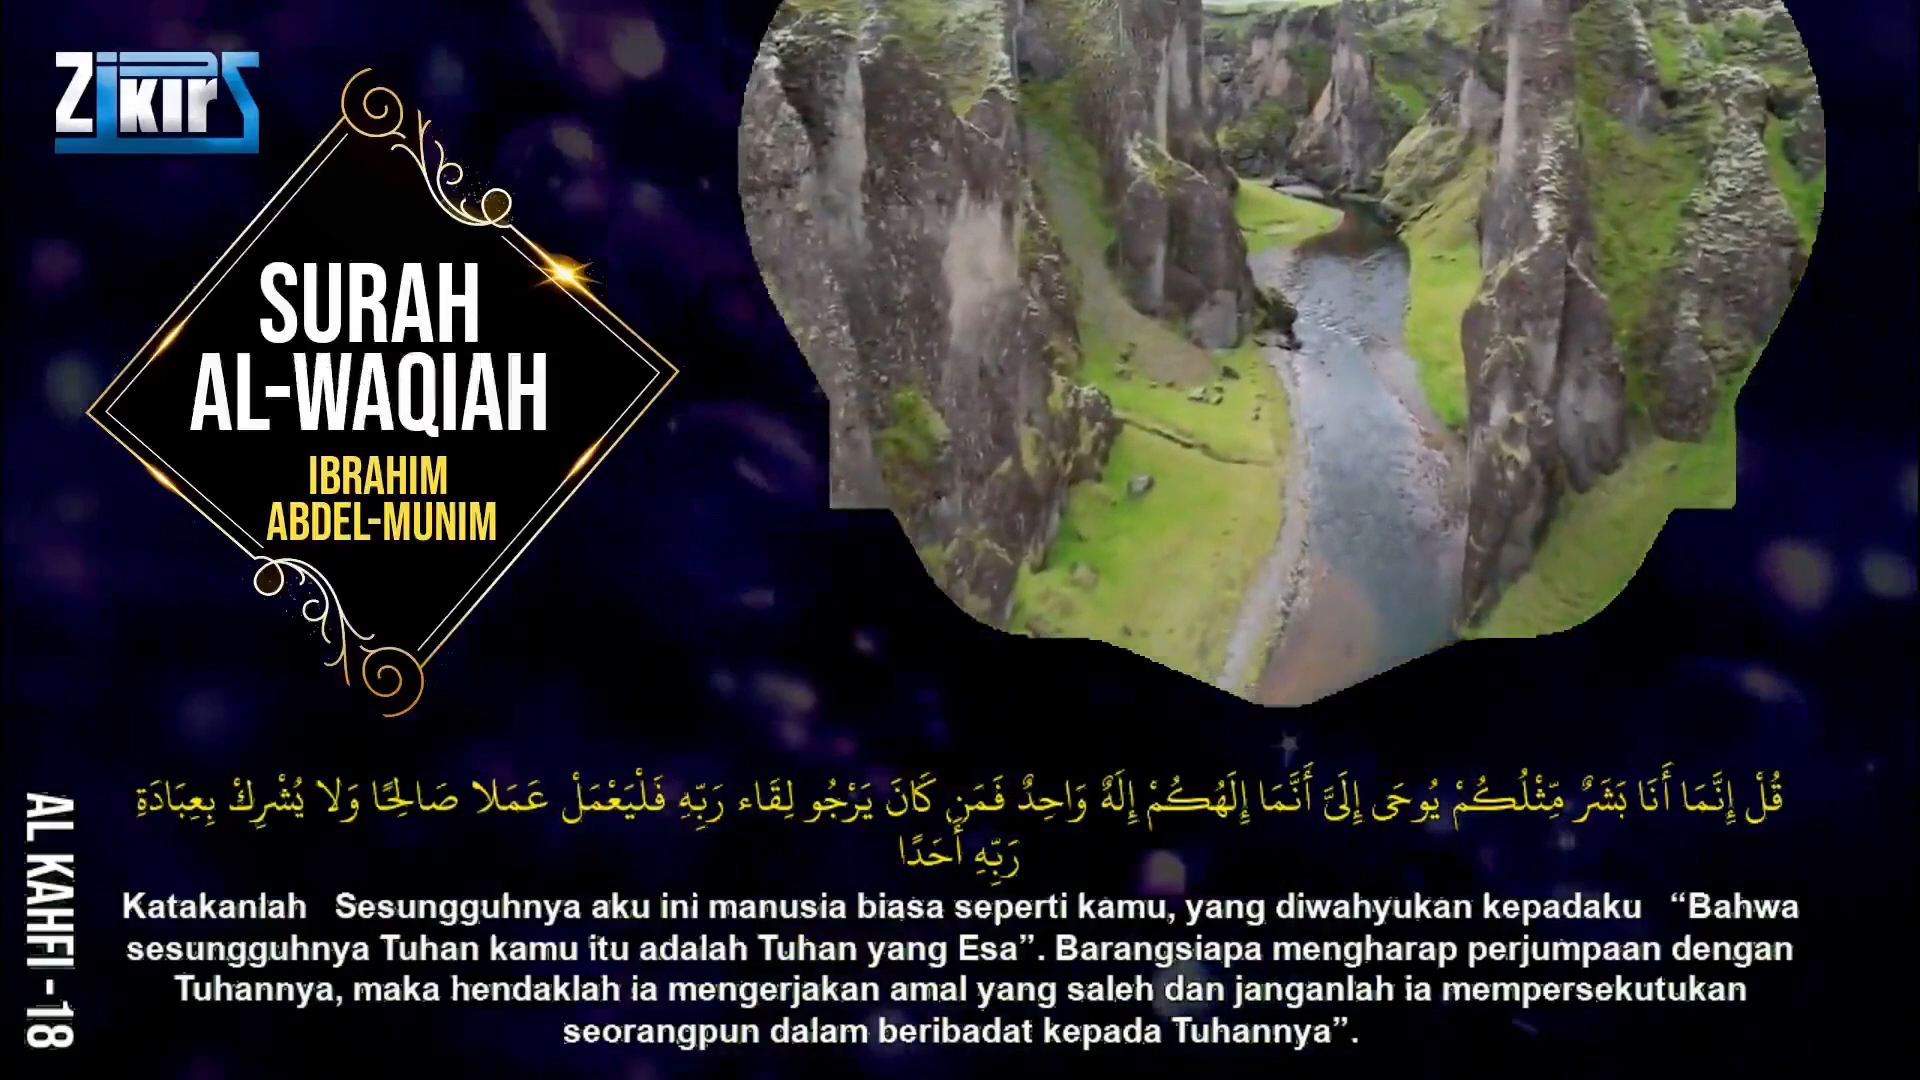 Zikir
SURAH
AL-WAQIAH
IBRAHIM
ABDEL-MUNIM
قُلْ إِنَّمَا أَنَا بَشَرٌ مِّثْلُكُمْ يُوحَى إِلَيَّ أَنَّمَا إِلَهُكُمْ إِلَهٌ وَاحِدٌ فَمَن كَانَ يَرْجُو لِقَاء رَبِّهِ فَلْيَعْمَلْ عَمَلا صَالِحًا وَلا يُشْرِكْ بِعِبَادَةِ
رَبِّهِ أَحَدًا
Katakanlah   Sesungguhnya aku ini manusia biasa seperti kamu, yang diwahyukan kepadaku   “Bahwa
sesungguhnya Tuhan kamu itu adalah Tuhan yang Esa”. Barangsiapa mengharap perjumpaan dengan
Tuhannya, maka hendaklah ia mengerjakan amal yang saleh dan janganlah ia mempersekutukan
seorangpun dalam beribadat kepada Tuhannya”.
AL KAHFI - 18